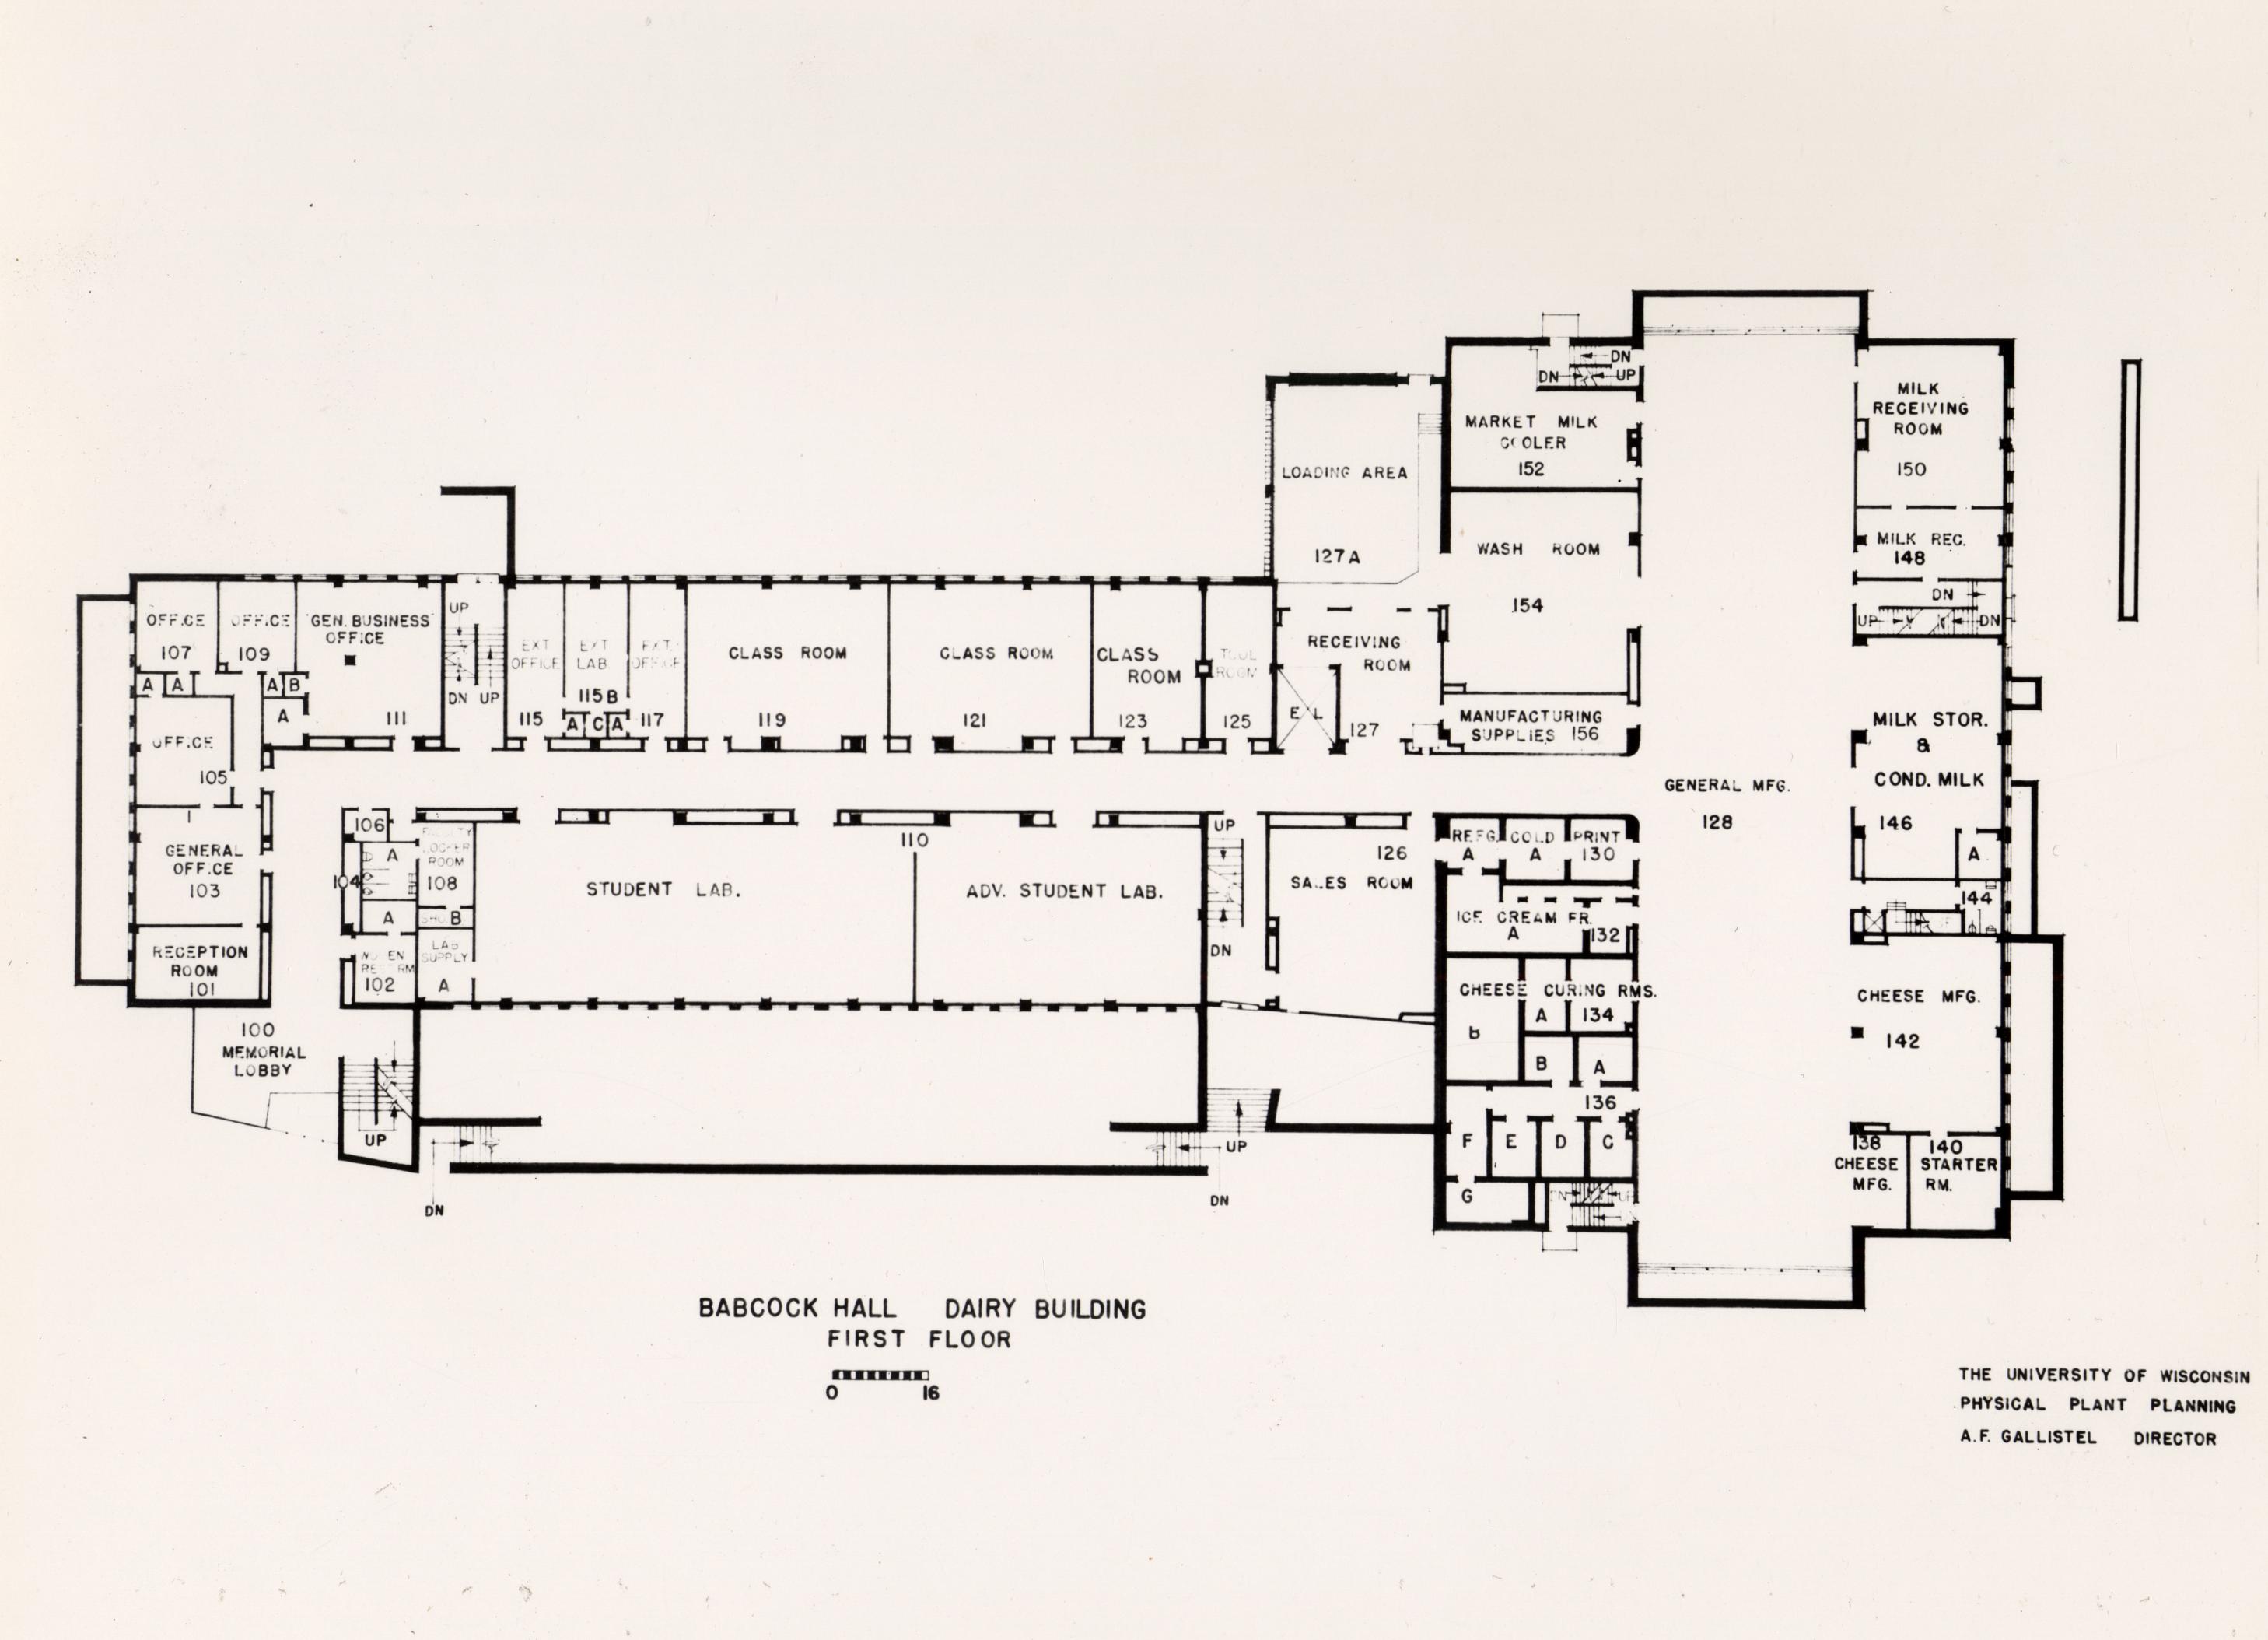 DN
DN UP
MILK
RECEIVING
ROOM
150
MARKET MILK
COOLER
152
LOADING AREA
127A
WASH ROOM
154
MILK REC.
148
DN
UP DN
OFFICE
107
OFFICE
109
GEN. BUSINESS
OFFICE
111
A A
A B
A
UP
DN UP
EXT
OFFICE
115
EXT
LAB
115B
A C A
EXT.
OFFICE
117
CLASS ROOM
119
CLASS ROOM
121
CLASS
ROOM
123
TOOL
ROOM
125
RECEIVING
ROOM
EL
127
MANUFACTURING
SUPPLIES 156
MILK STOR.
&
COND. MILK
146
A
144
GENERAL MFG.
128
OFFICE
105
GENERAL
OFFICE
103
RECEPTION
ROOM
101
106
A
104
A
102
LOCKER
ROOM
108
B
LAB
SUPPLY
A
110
STUDENT LAB.
ADV. STUDENT LAB.
UP
DN
126
SALES ROOM
REFG.
A
COLD
A
PRINT
130
ICE CREAM FR.
A
132
CHEESE CURING RMS.
A 134
B
B A
136
F E D C
G
DN UP
CHEESE MFG.
142
138
CHEESE
MFG.
140
STARTER
RM.
100
MEMORIAL
LOBBY
UP
DN
UP
DN
BABCOCK HALL DAIRY BUILDING
FIRST FLOOR
0 16
THE UNIVERSITY OF WISCONSIN
PHYSICAL PLANT PLANNING
A.F. GALLISTEL DIRECTOR